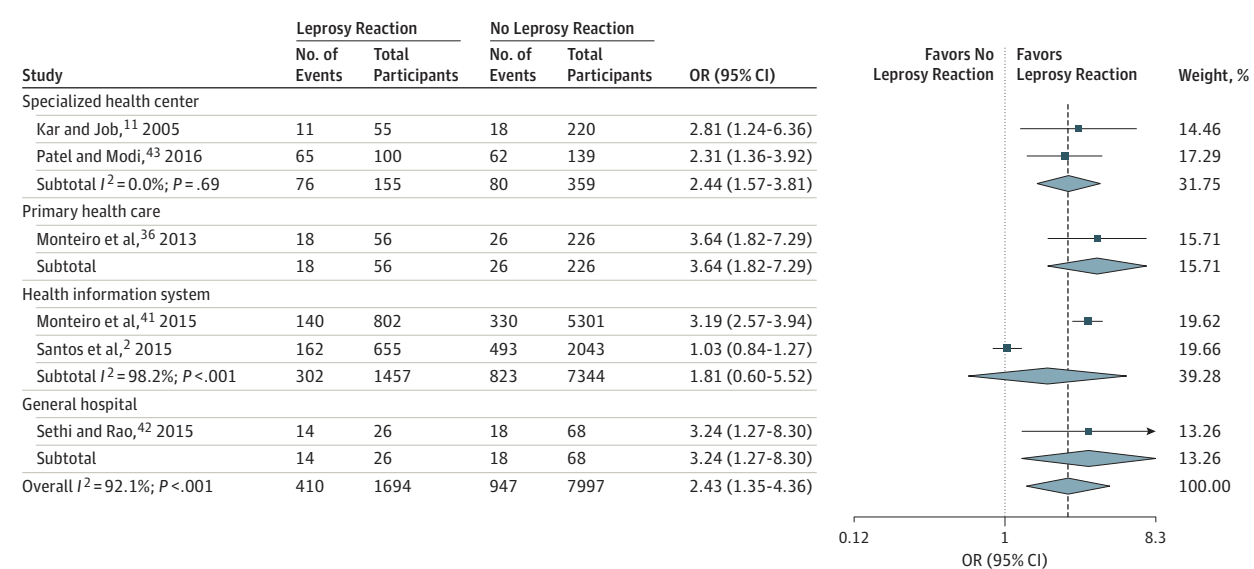 Leprosy Reaction No Leprosy Reaction
No. of Total No. of Total Favors No Favors
Study Events Participants Events Participants OR (95% CI) Leprosy Reaction Leprosy Reaction Weight, %
Specialized health center
Kar and Job,11 2005 11 55 18 220 2.81 (1.24-6.36) 14.46
Patel and Modi,43 2016 65 100 62 139 2.31 (1.36-3.92) 17.29
Subtotal I2 = 0.0%; P = .69 76 155 80 359 2.44 (1.57-3.81) 31.75
Primary health care
Monteiro et al,36 2013 18 56 26 226 3.64 (1.82-7.29) 15.71
Subtotal 18 56 26 226 3.64 (1.82-7.29) 15.71
Health information system
Monteiro et al,41 2015 140 802 330 5301 3.19 (2.57-3.94) 19.62
Santos et al,2 2015 162 655 493 2043 1.03 (0.84-1.27) 19.66
Subtotal I2 = 98.2%; P <.001 302 1457 823 7344 1.81 (0.60-5.52) 39.28
General hospital
Sethi and Rao,42 2015 14 26 18 68 3.24 (1.27-8.30) 13.26
Subtotal 14 26 18 68 3.24 (1.27-8.30) 13.26
Overall I2 = 92.1%; P <.001 410 1694 947 7997 2.43 (1.35-4.36) 100.00
0.12 1 8.3
OR (95% CI)